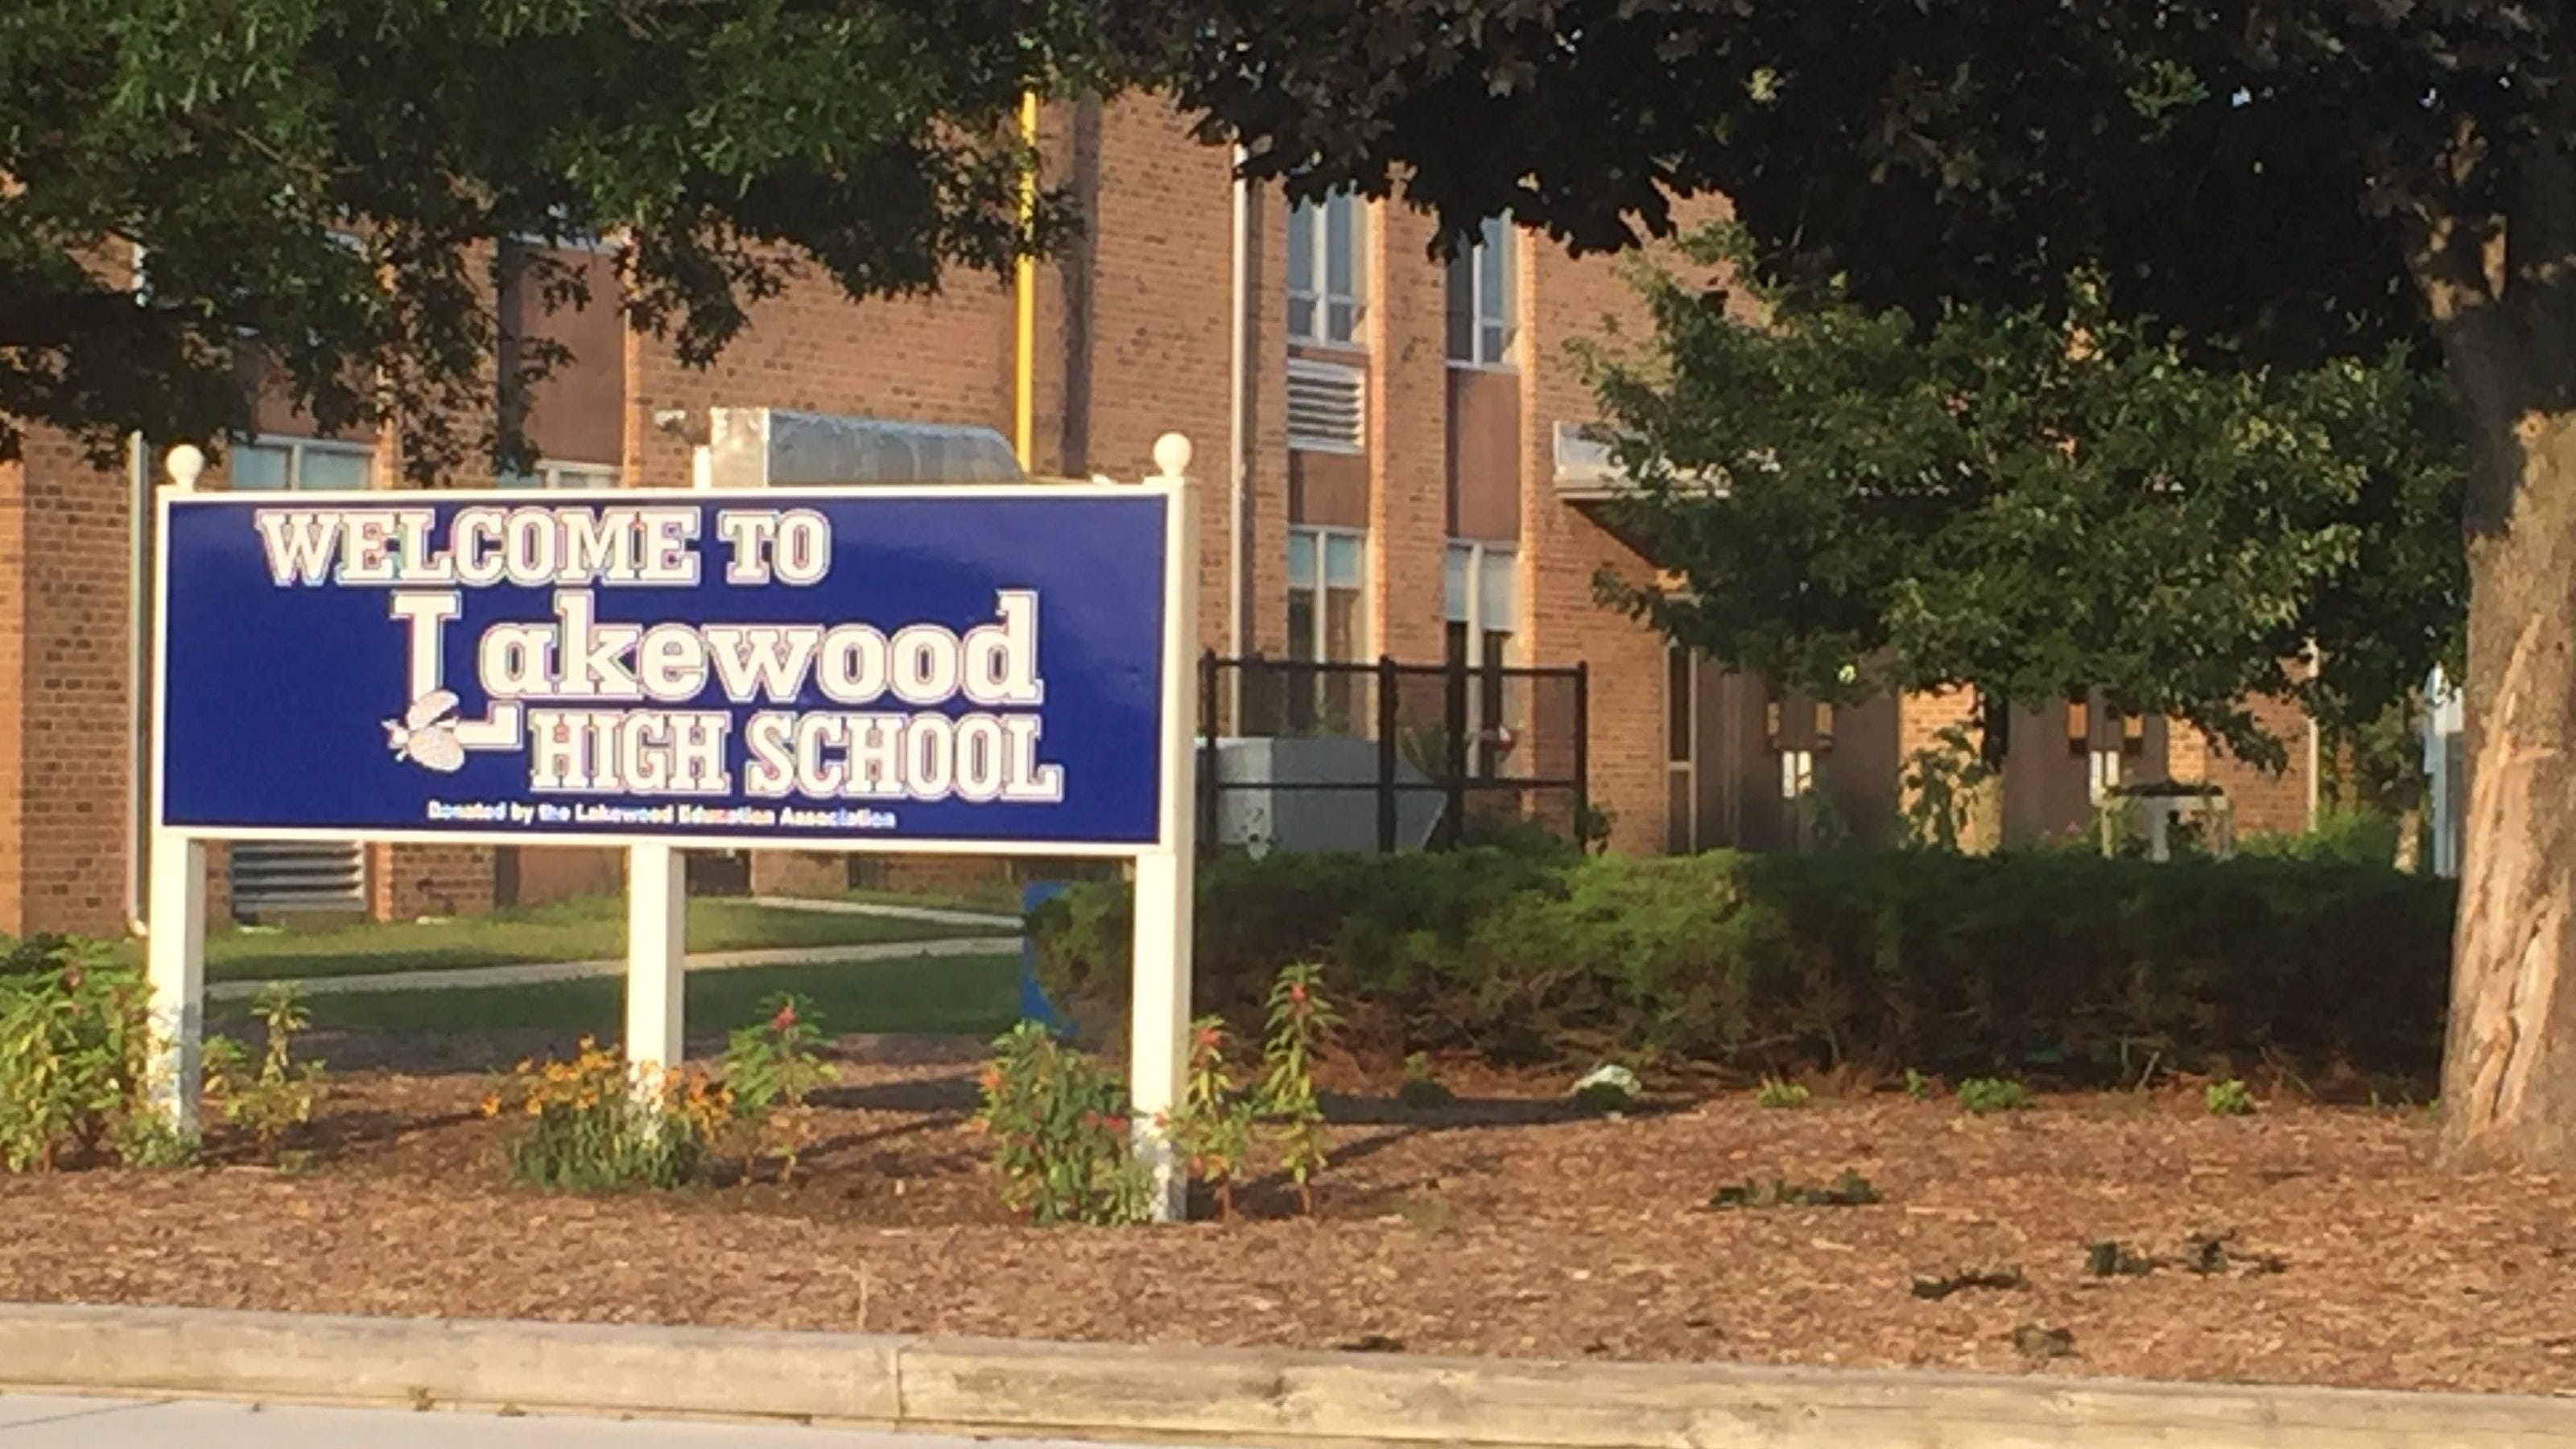 WELCOME TO
Lakewood
HIGH SCHOOL
Donated by the Lakewood Education Association